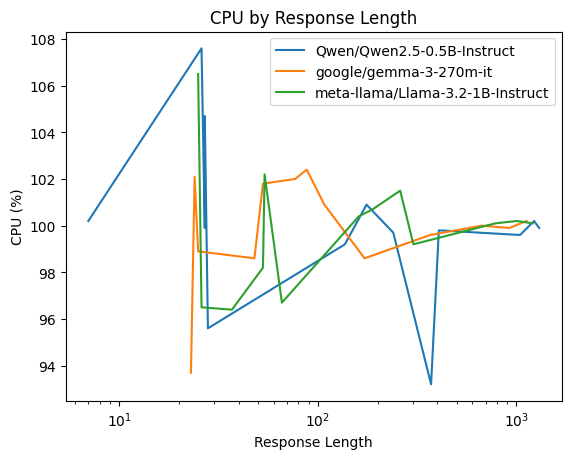 CPU by Response Length
Qwen/Qwen2.5-0.5B-Instruct
google/gemma-3-270m-it
meta-llama/Llama-3.2-1B-Instruct
CPU (%)
108
106
104
102
100
98
96
94
10¹
10²
10³
Response Length